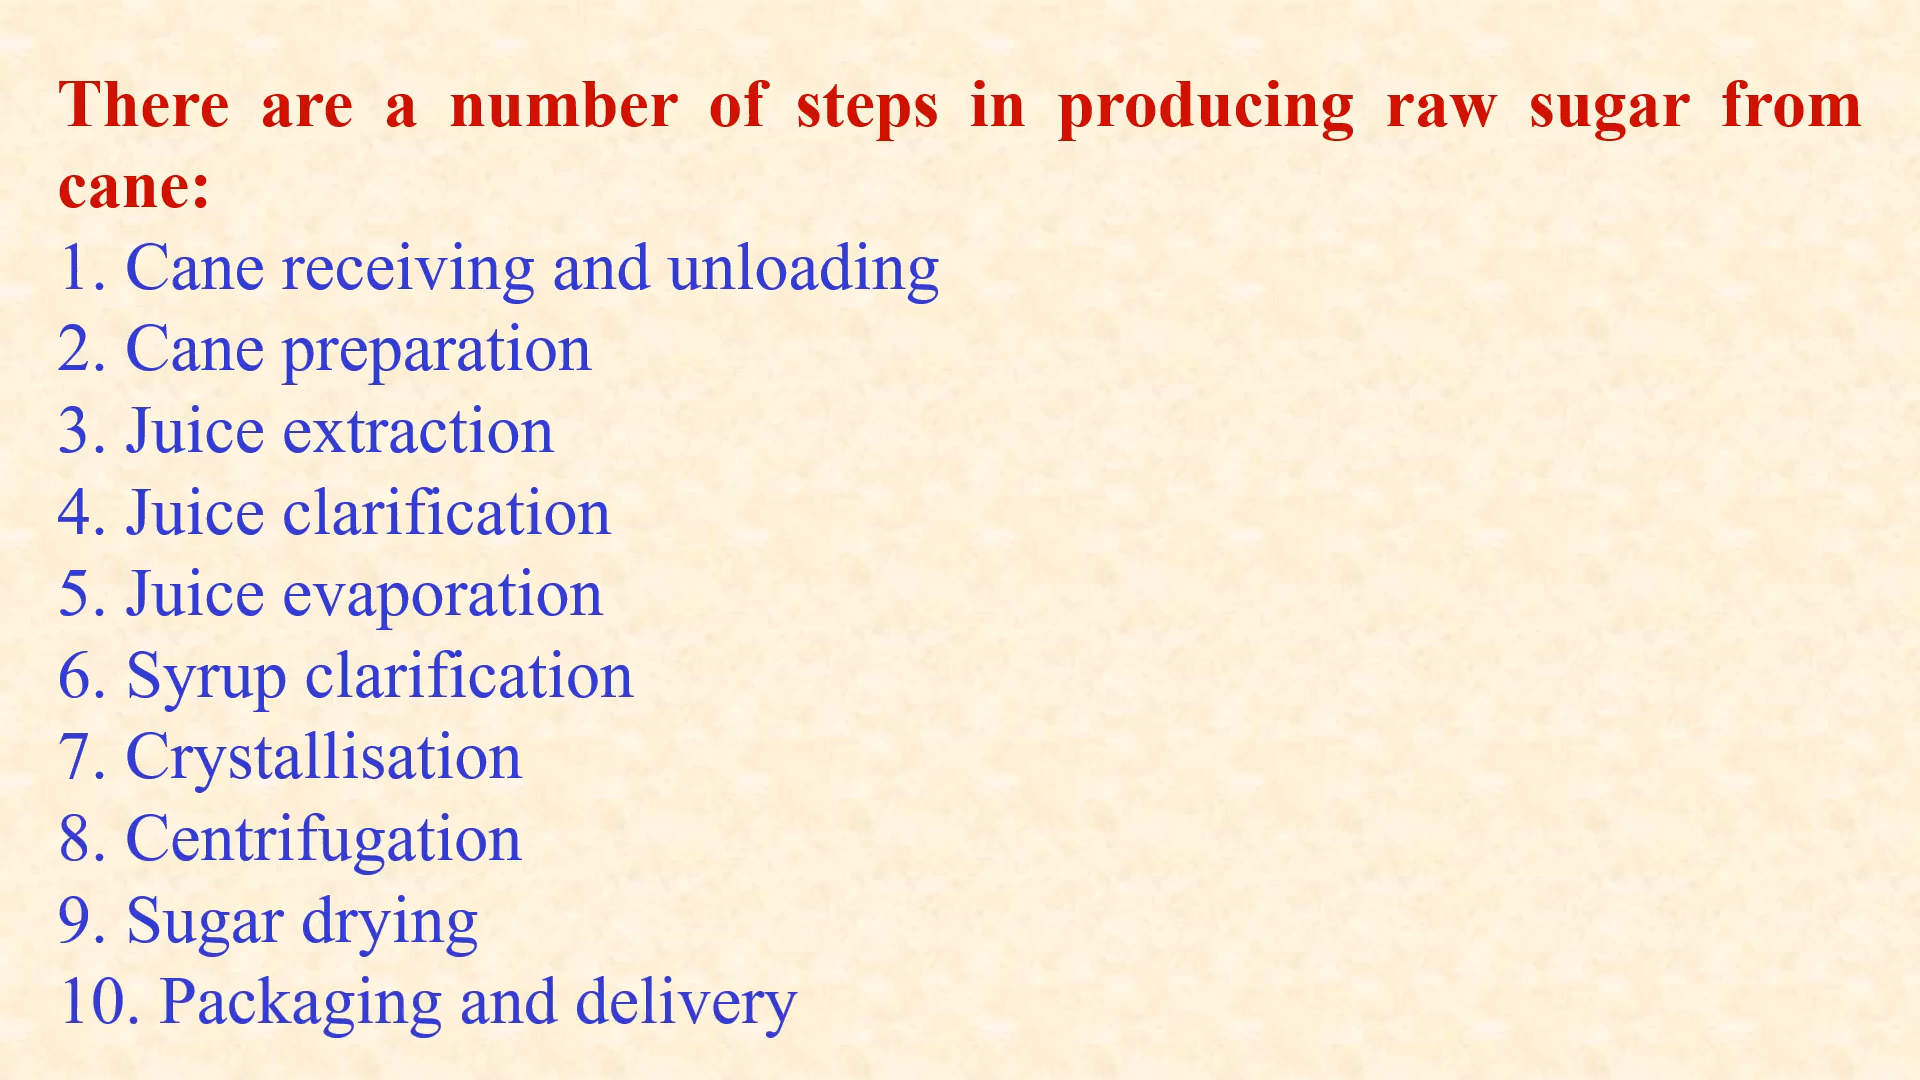 There are a number of steps in producing raw sugar from
cane:
1. Cane receiving and unloading
2. Cane preparation
3. Juice extraction
4. Juice clarification
5. Juice evaporation
6. Syrup clarification
7. Crystallisation
8. Centrifugation
9. Sugar drying
10. Packaging and delivery